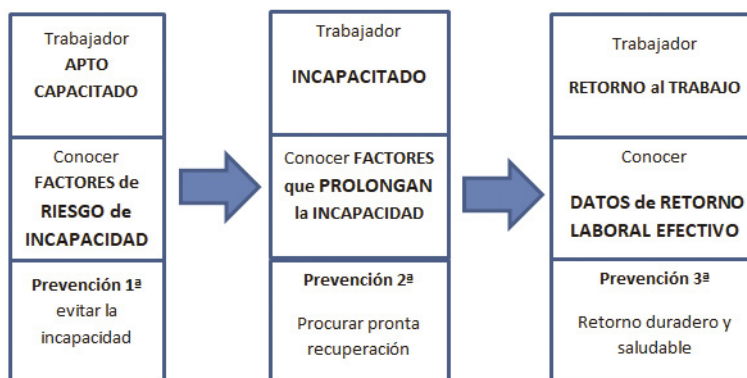 Trabajador
APTO
CAPACITADO
Conocer
FACTORES de
RIESGO de
INCAPACIDAD
Prevención 1ª
evitar la
incapacidad
Trabajador
INCAPACITADO
Conocer FACTORES
que PROLONGAN
la INCAPACIDAD
Prevención 2ª
Procurar pronta
recuperación
Trabajador
RETORNO al TRABAJO
Conocer
DATOS de RETORNO
LABORAL EFECTIVO
Prevención 3ª
Retorno duradero y
saludable